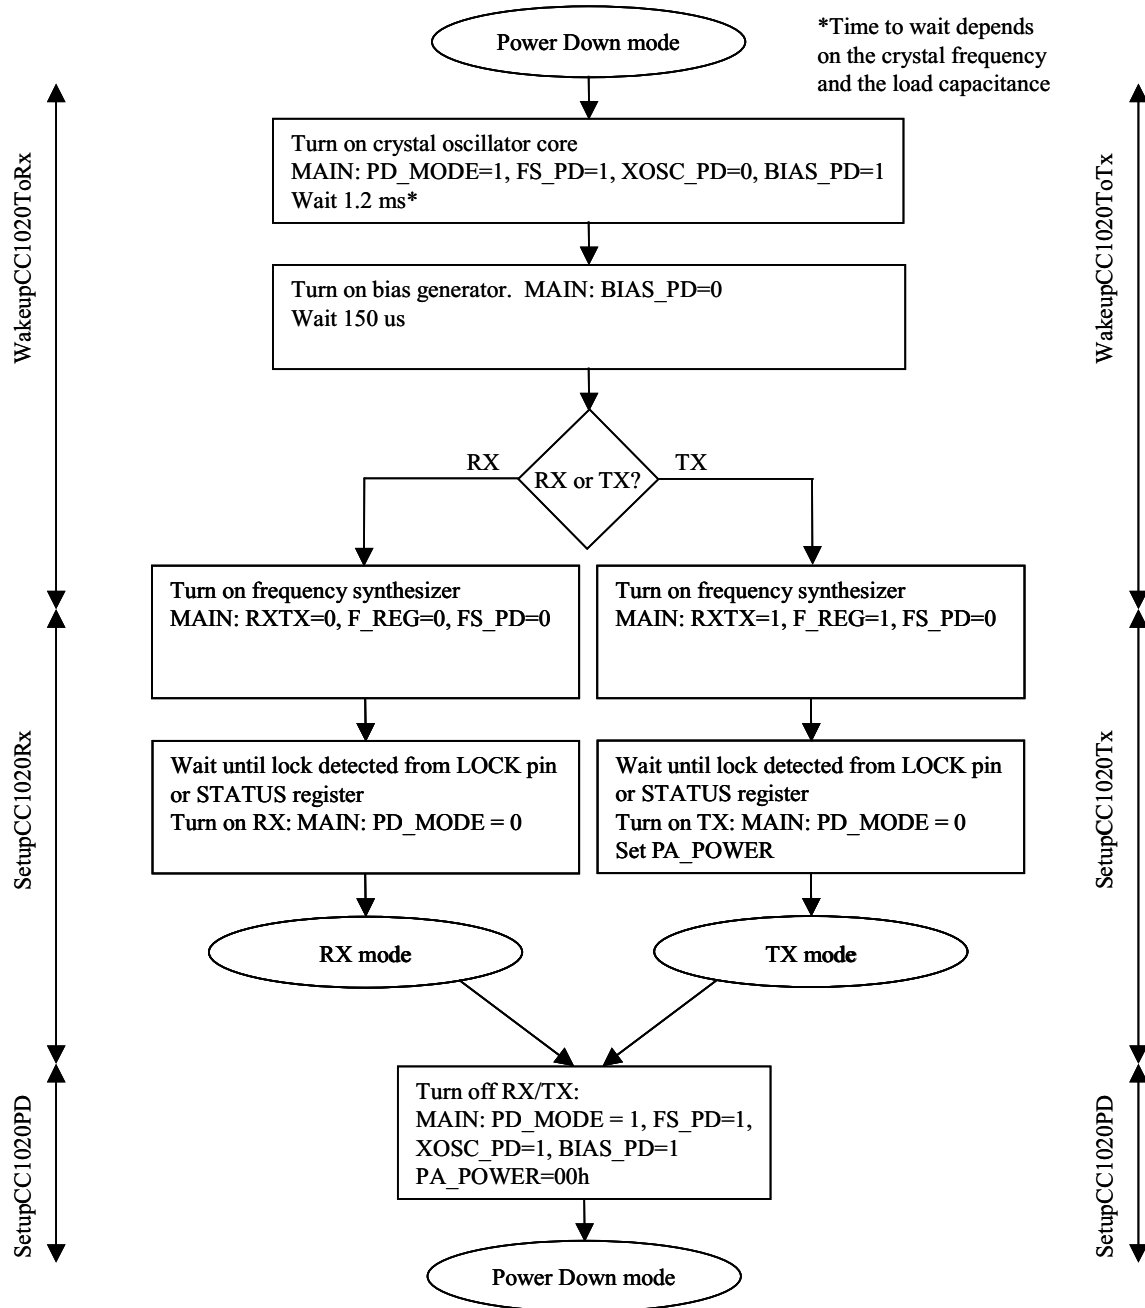 Power Down mode
*Time to wait depends
on the crystal frequency
and the load capacitance
WakeupCC1020ToRx
WakeupCC1020ToTx
Turn on crystal oscillator core
MAIN: PD_MODE=1, FS_PD=1, XOSC_PD=0, BIAS_PD=1
Wait 1.2 ms*
Turn on bias generator.  MAIN: BIAS_PD=0
Wait 150 us
RX
RX or TX?
TX
Turn on frequency synthesizer
MAIN: RXTX=0, F_REG=0, FS_PD=0
Turn on frequency synthesizer
MAIN: RXTX=1, F_REG=1, FS_PD=0
SetupCC1020Rx
SetupCC1020Tx
Wait until lock detected from LOCK pin
or STATUS register
Turn on RX: MAIN: PD_MODE = 0
Wait until lock detected from LOCK pin
or STATUS register
Turn on TX: MAIN: PD_MODE = 0
Set PA_POWER
RX mode
TX mode
SetupCC1020PD
SetupCC1020PD
Turn off RX/TX:
MAIN: PD_MODE = 1, FS_PD=1,
XOSC_PD=1, BIAS_PD=1
PA_POWER=00h
Power Down mode